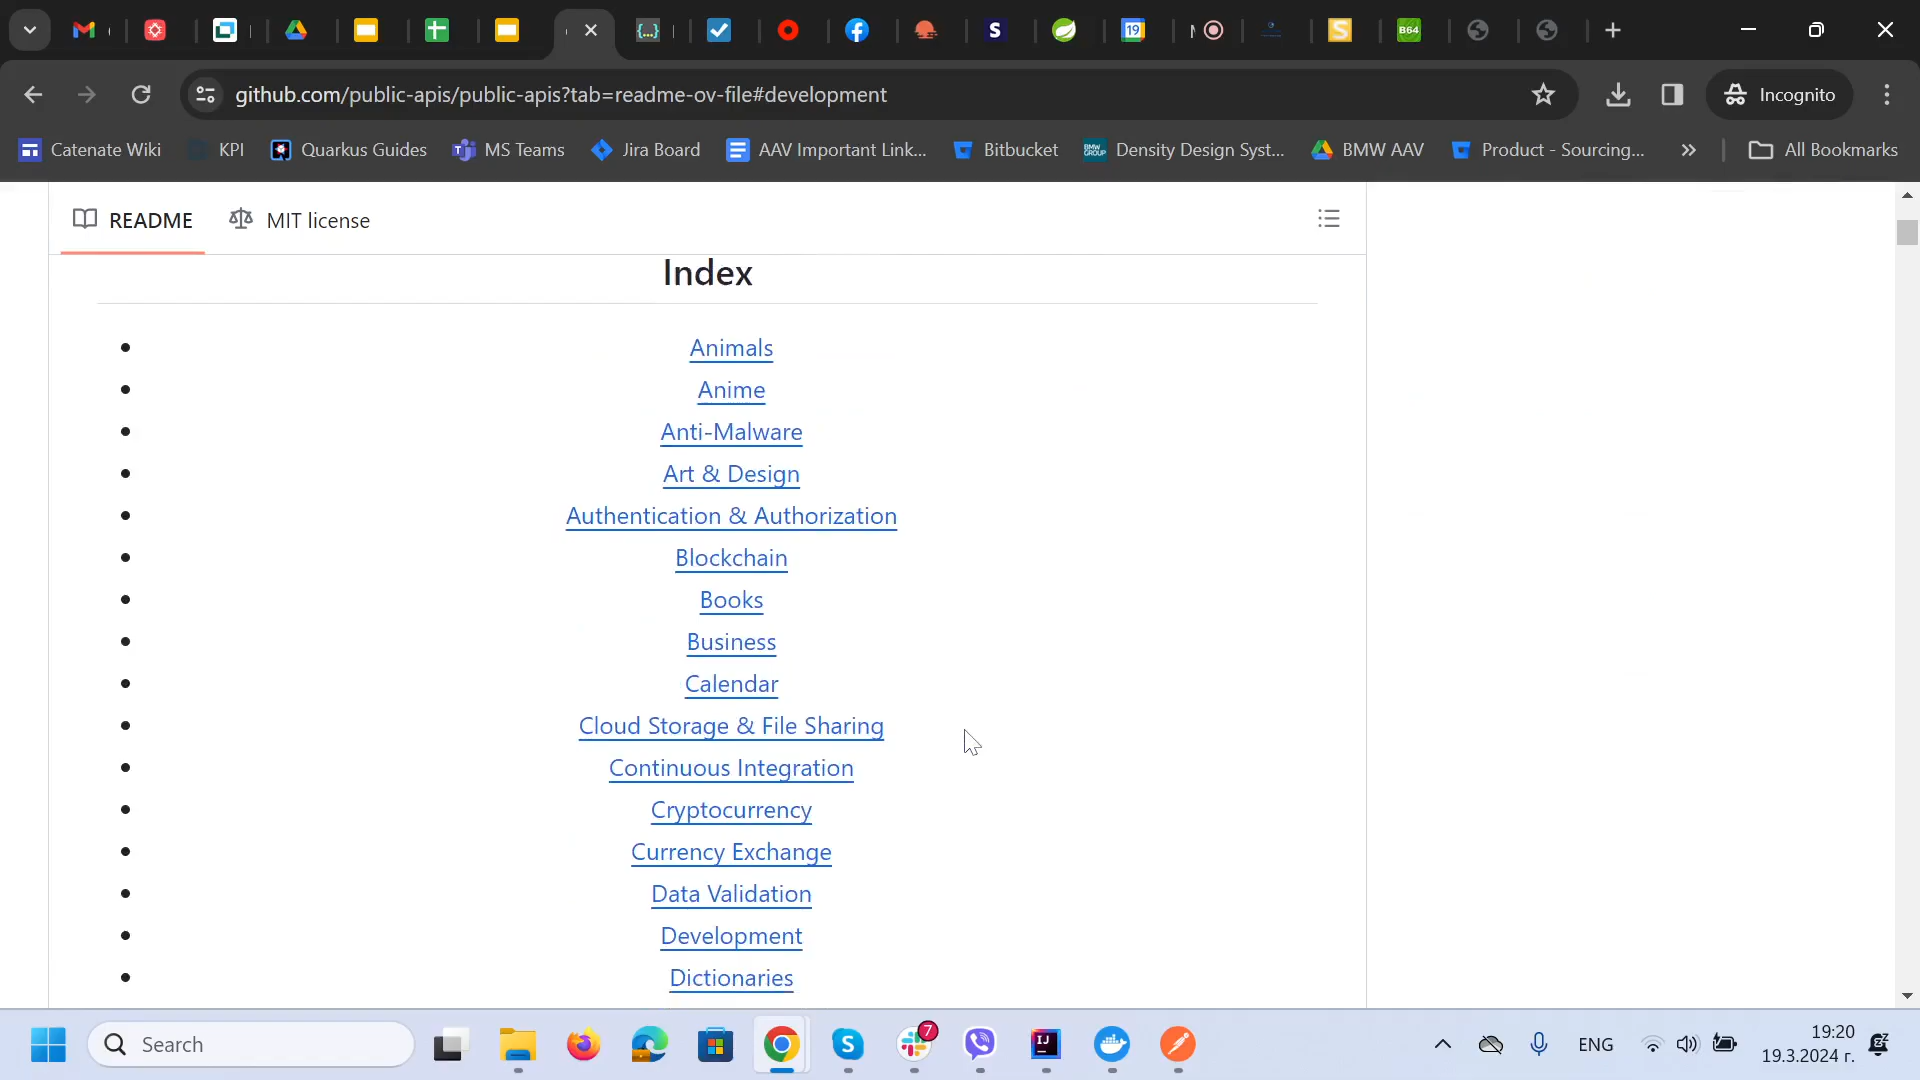 19
B64
github.com/public-apis/public-apis?tab=readme-ov-file#development
Incognito
Catenate Wiki
KPI
Quarkus Guides
MS Teams
Jira Board
AAV Important Link...
Bitbucket
Density Design Syst...
BMW AAV
Product - Sourcing...
All Bookmarks
README
MIT license
Index
Animals
Anime
Anti-Malware
Art & Design
Authentication & Authorization
Blockchain
Books
Business
Calendar
Cloud Storage & File Sharing
Continuous Integration
Cryptocurrency
Currency Exchange
Data Validation
Development
Dictionaries
Search
7
ENG
19:20
19.3.2024 г.